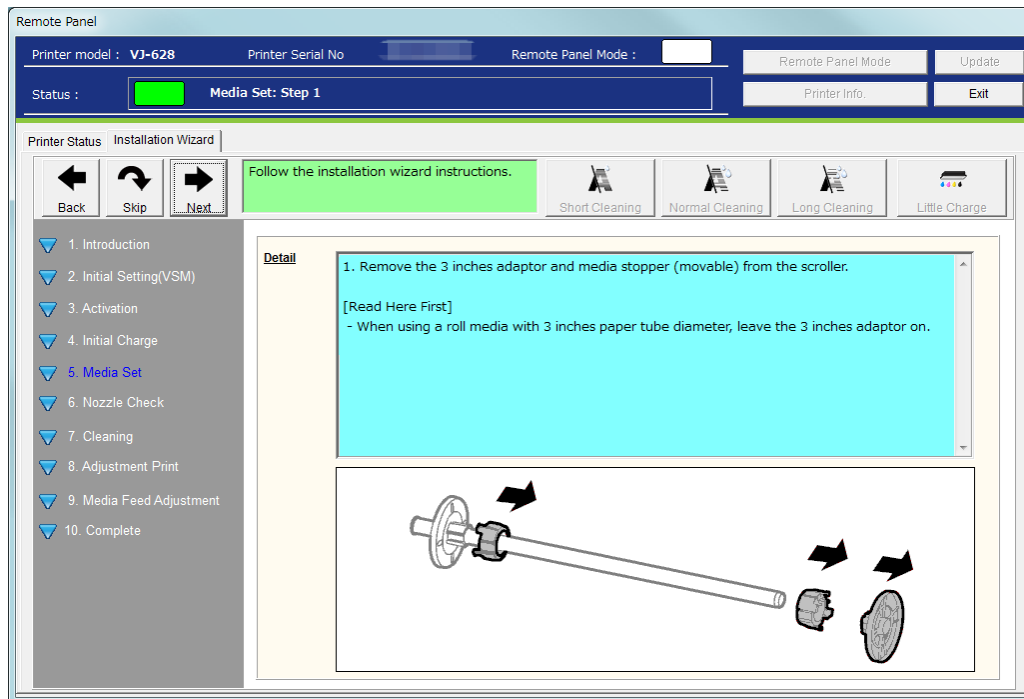 Remote Panel
Printer model : VJ-628 Printer Serial No Remote Panel Mode :
Remote Panel Mode Update
Status : Media Set: Step 1
Printer Info. Exit
Printer Status Installation Wizard
Back Skip Next
Follow the installation wizard instructions.
Short Cleaning Normal Cleaning Long Cleaning Little Charge
1. Introduction
2. Initial Setting(VSM)
3. Activation
4. Initial Charge
5. Media Set
6. Nozzle Check
7. Cleaning
8. Adjustment Print
9. Media Feed Adjustment
10. Complete
Detail
1. Remove the 3 inches adaptor and media stopper (movable) from the scroller.
[Read Here First]
- When using a roll media with 3 inches paper tube diameter, leave the 3 inches adaptor on.